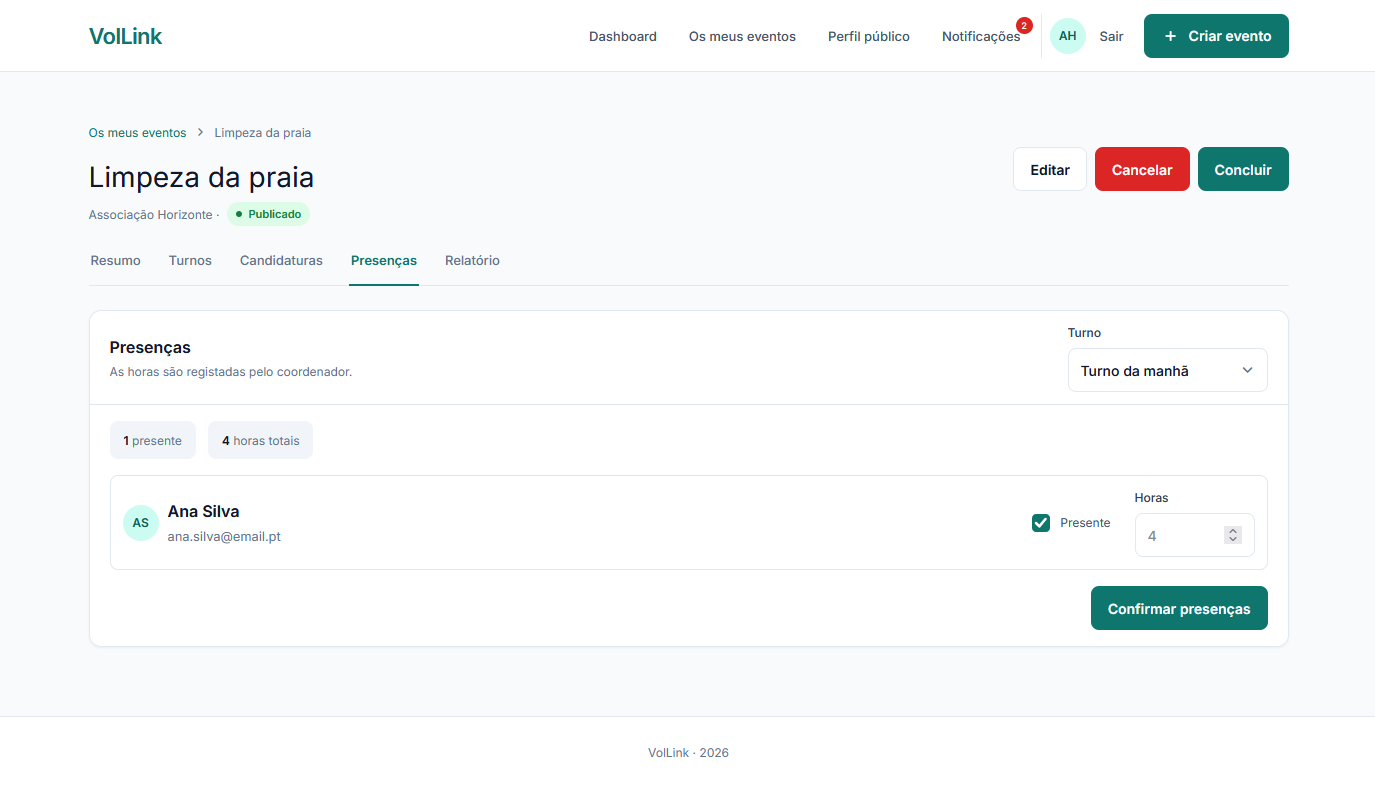 VolLink
Dashboard
Os meus eventos
Perfil público
Notificações
2
AH
Sair
+ Criar evento
Os meus eventos > Limpeza da praia
Limpeza da praia
Associação Horizonte ·
Publicado
Editar
Cancelar
Concluir
Resumo
Turnos
Candidaturas
Presenças
Relatório
Presenças
As horas são registadas pelo coordenador.
Turno
Turno da manhã
1 presente
4 horas totais
AS
Ana Silva
ana.silva@email.pt
Presente
Horas
4
Confirmar presenças
VolLink · 2026